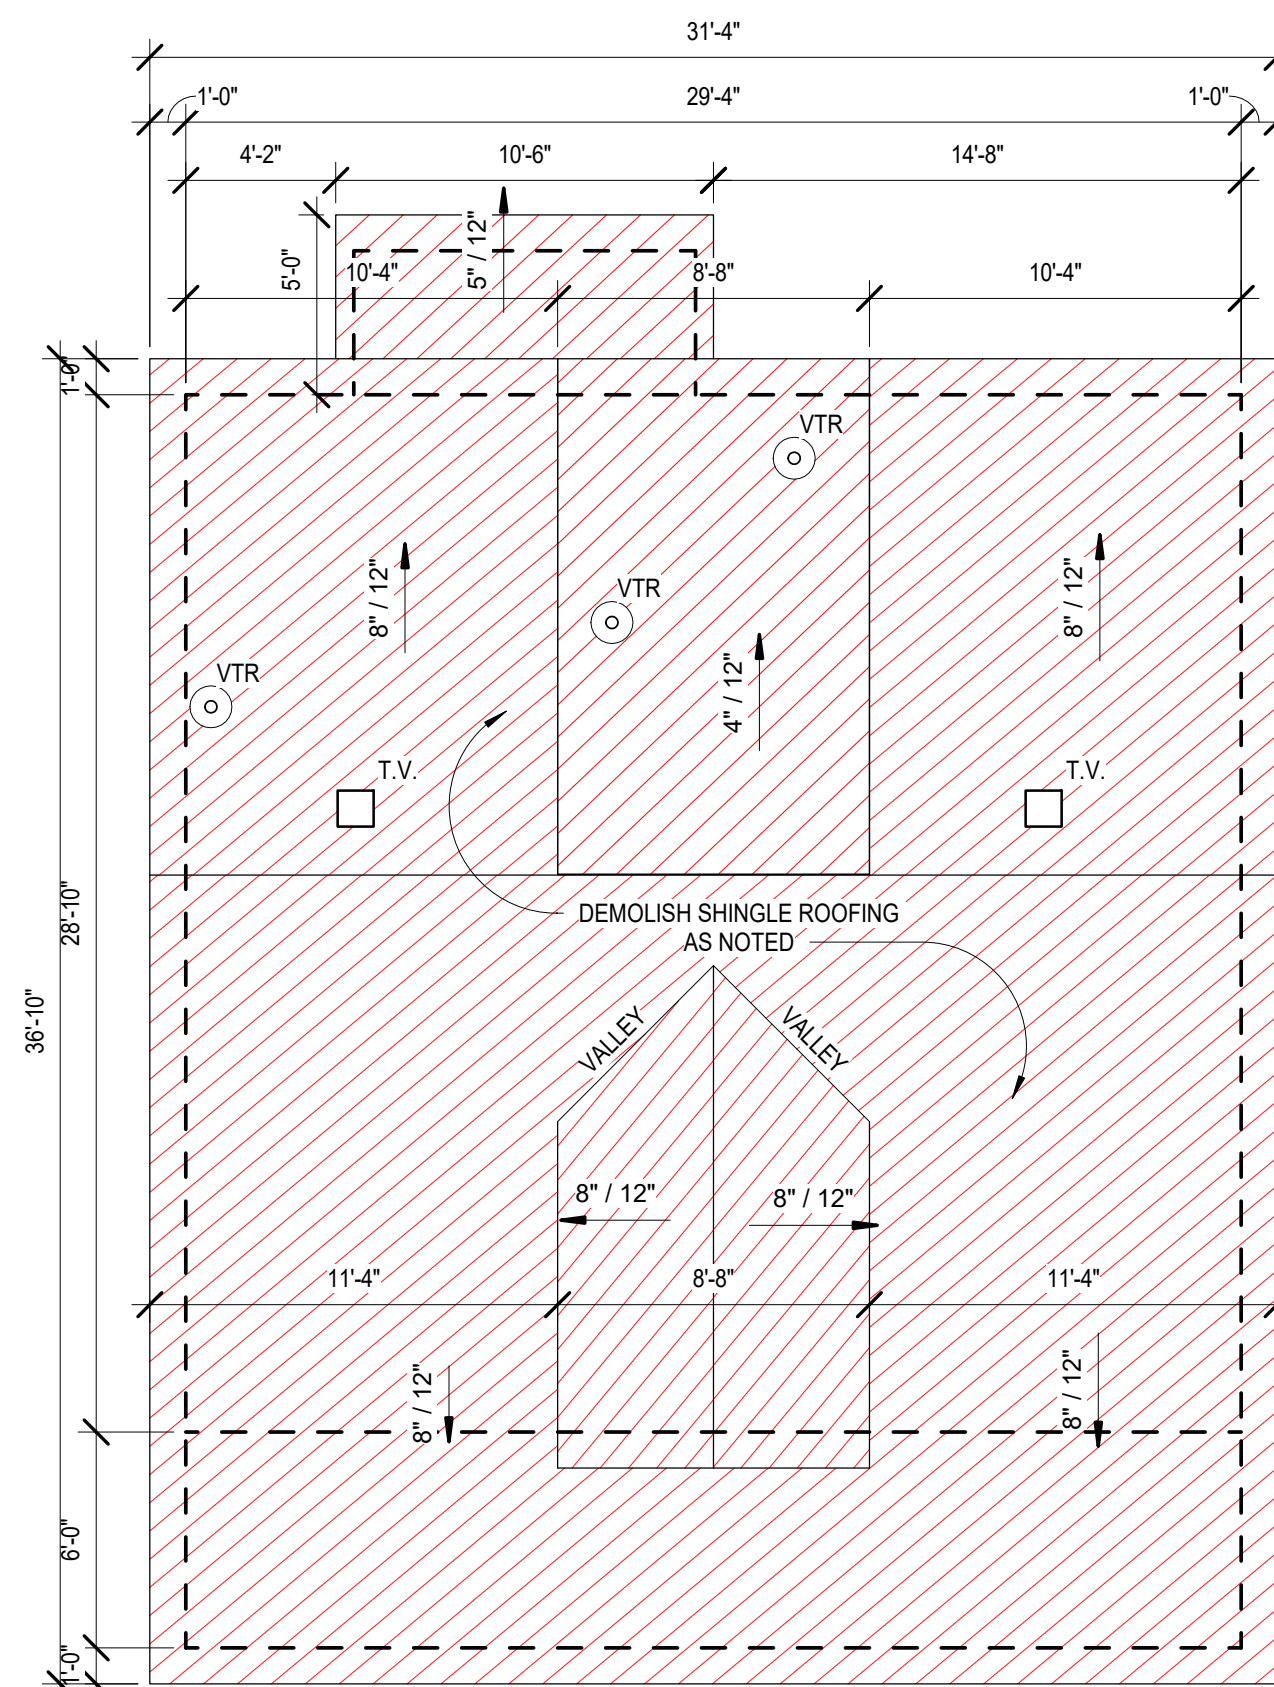 31'-4"
1'-0"
29'-4"
1'-0"
4'-2"
10'-6"
14'-8"
5'-0"
5" / 12"
10'-4"
8'-8"
10'-4"
1'-0"
VTR
8" / 12"
VTR
8" / 12"
VTR
4" / 12"
T.V.
T.V.
28'-10"
DEMOLISH SHINGLE ROOFING
AS NOTED
36'-10"
VALLEY
VALLEY
8" / 12"
8" / 12"
11'-4"
8'-8"
11'-4"
8" / 12"
8" / 12"
6'-0"
1'-0"